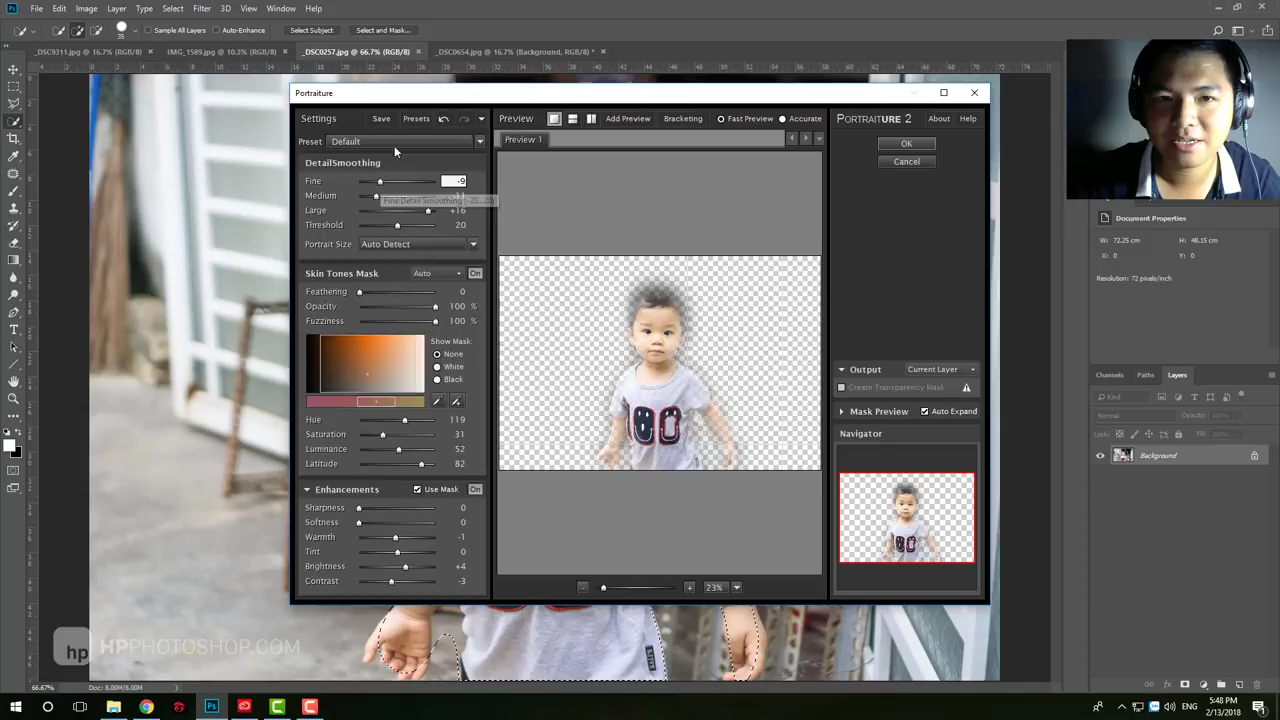 File Edit Image Layer Type Select Filter 3D View Window Help
35 Sample All Layers Auto-Enhance Select Subject Select and Mask...
_DSC9311.jpg @ 16.7% (RGB/8) × IMG_1589.jpg @ 10.3% (RGB/8) × _DSC0257.jpg @ 66.7% (RGB/8) × _DSC0654.jpg @ 16.7% (Background, RGB/8) * ×
Portraiture
Settings Save Presets
Preset Default
DetailSmoothing
Fine -9
Medium
Fine Detail Smoothing (-20...20)
Large +16
Threshold 20
Portrait Size Auto Detect
Skin Tones Mask Auto On
Feathering 0
Opacity 100 %
Fuzziness 100 %
Show Mask:
None
White
Black
Hue 119
Saturation 31
Luminance 52
Latitude 82
Enhancements Use Mask On
Sharpness 0
Softness 0
Warmth -1
Tint 0
Brightness +4
Contrast -3
Preview Add Preview Bracketing Fast Preview Accurate
Preview 1
23%
PORTRAITURE 2 About Help
OK
Cancel
Output Current Layer
Create Transparency Mask
Mask Preview Auto Expand
Navigator
Document Properties
W: 72.25 cm H: 48.15 cm
X: 0 Y: 0
Resolution: 72 pixels/inch
Channels Paths Layers
Kind
Normal Opacity:
Lock: Fill:
Background
hp HPPHOTOSHOP.COM
66.67% Doc: 8.00M/8.00M
ENG 5:48 PM
2/13/2018